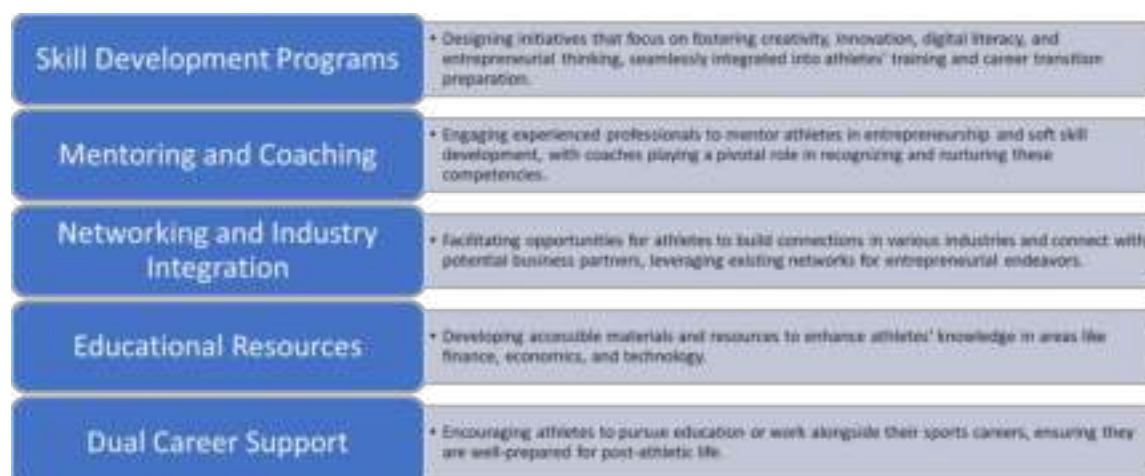 Skill Development Programs
• Designing initiatives that focus on fostering creativity, innovation, digital literacy, and
entrepreneurial thinking, seamlessly integrated into athletes' training and career transition
preparation.
Mentoring and Coaching
• Engaging experienced professionals to mentor athletes in entrepreneurship and soft skill
development, with coaches playing a pivotal role in recognizing and nurturing these
competencies.
Networking and Industry
Integration
• Facilitating opportunities for athletes to build connections in various industries and connect with
potential business partners, leveraging existing networks for entrepreneurial endeavors.
Educational Resources
• Developing accessible materials and resources to enhance athletes' knowledge in areas like
finance, economics, and technology.
Dual Career Support
• Encouraging athletes to pursue education or work alongside their sports careers, ensuring they
are well-prepared for post-athletic life.